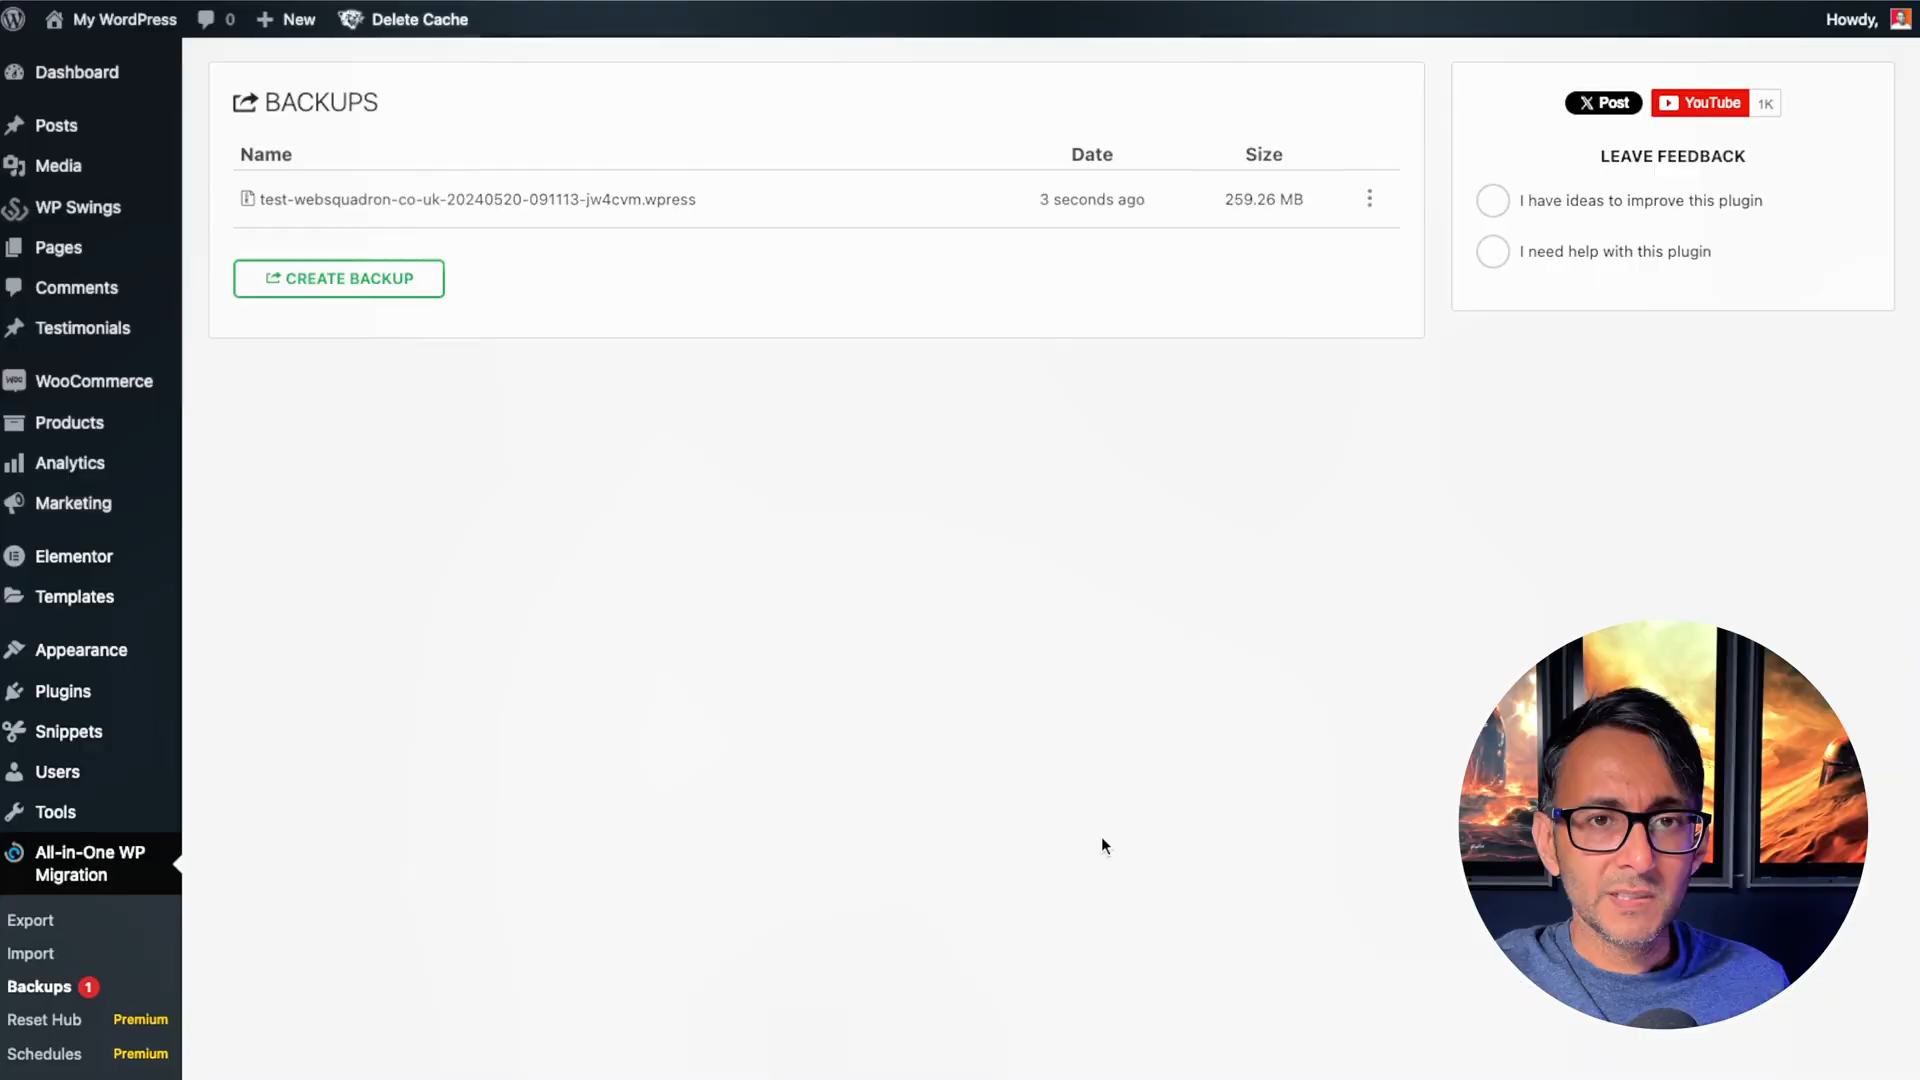 My WordPress
0
New
Delete Cache
Howdy,
Dashboard
Posts
Media
WP Swings
Pages
Comments
Testimonials
WooCommerce
Products
Analytics
Marketing
Elementor
Templates
Appearance
Plugins
Snippets
Users
Tools
All-in-One WP
Migration
Export
Import
Backups 1
Reset Hub Premium
Schedules Premium
BACKUPS
Name Date Size
test-websquadron-co-uk-20240520-091113-jw4cvm.wpress 3 seconds ago 259.26 MB
CREATE BACKUP
X Post YouTube 1K
LEAVE FEEDBACK
I have ideas to improve this plugin
I need help with this plugin